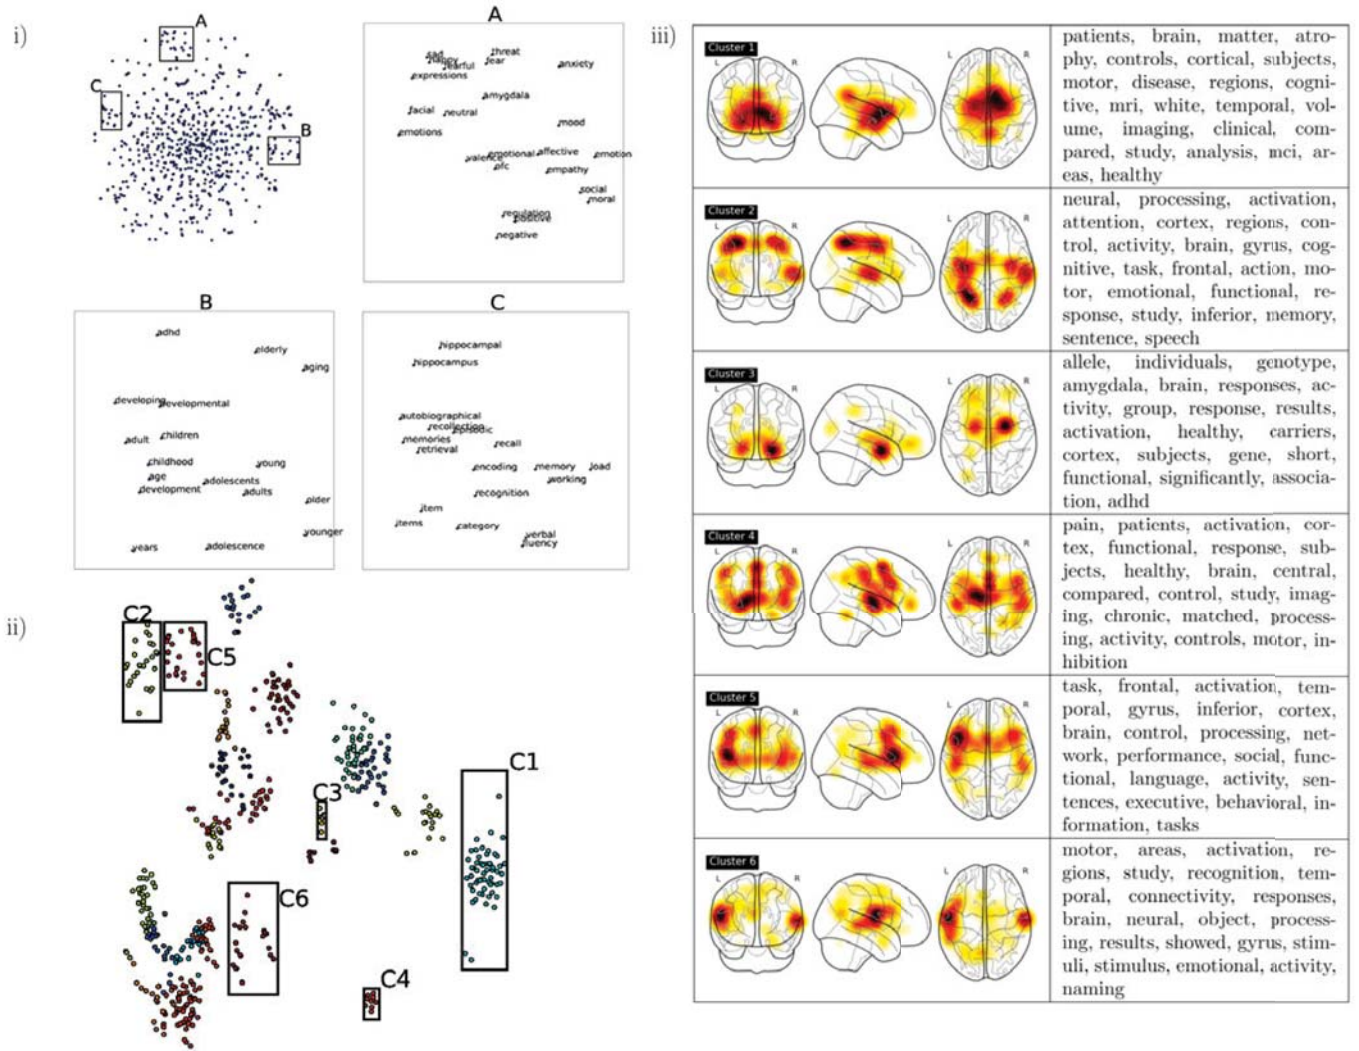 i)
A
C
B
A
sad
happy
fearful
threat
fear
anxiety
expressions
amygdala
facial
neutral
mood
emotions
valence
emotional
affective
emotion
empathy
social
moral
regulation
positive
negative
B
adhd
elderly
aging
developing
developmental
adult
children
childhood
young
age
adolescents
development
adults
older
younger
years
adolescence
C
hippocampal
hippocampus
autobiographical
recollection
episodic
memories
recall
retrieval
encoding
memory
load
working
recognition
item
items
category
verbal
fluency
ii)
C2
C5
C1
C3
C6
C4
iii)
Cluster 1
L R
L R
patients, brain, matter, atro-
phy, controls, cortical, subjects,
motor, disease, regions, cogni-
tive, mri, white, temporal, vol-
ume, imaging, clinical, com-
pared, study, analysis, mci, ar-
eas, healthy
Cluster 2
L R
L R
neural, processing, activation,
attention, cortex, regions, con-
trol, activity, brain, gyrus, cog-
nitive, task, frontal, action, mo-
tor, emotional, functional, re-
sponse, study, inferior, memory,
sentence, speech
Cluster 3
L R
L R
allele, individuals, genotype,
amygdala, brain, responses, ac-
tivity, group, response, results,
activation, healthy, carriers,
cortex, subjects, gene, short,
functional, significantly, associa-
tion, adhd
Cluster 4
L R
L R
pain, patients, activation, cor-
tex, functional, response, sub-
jects, healthy, brain, central,
compared, control, study, imag-
ing, chronic, matched, process-
ing, activity, controls, motor, in-
hibition
Cluster 5
L R
L R
task, frontal, activation, tem-
poral, gyrus, inferior, cortex,
brain, control, processing, net-
work, performance, social, func-
tional, language, activity, sen-
tences, executive, behavioral, in-
formation, tasks
Cluster 6
L R
L R
motor, areas, activation, re-
gions, study, recognition, tem-
poral, connectivity, responses,
brain, neural, object, process-
ing, results, showed, gyrus, stim-
uli, stimulus, emotional, activity,
naming